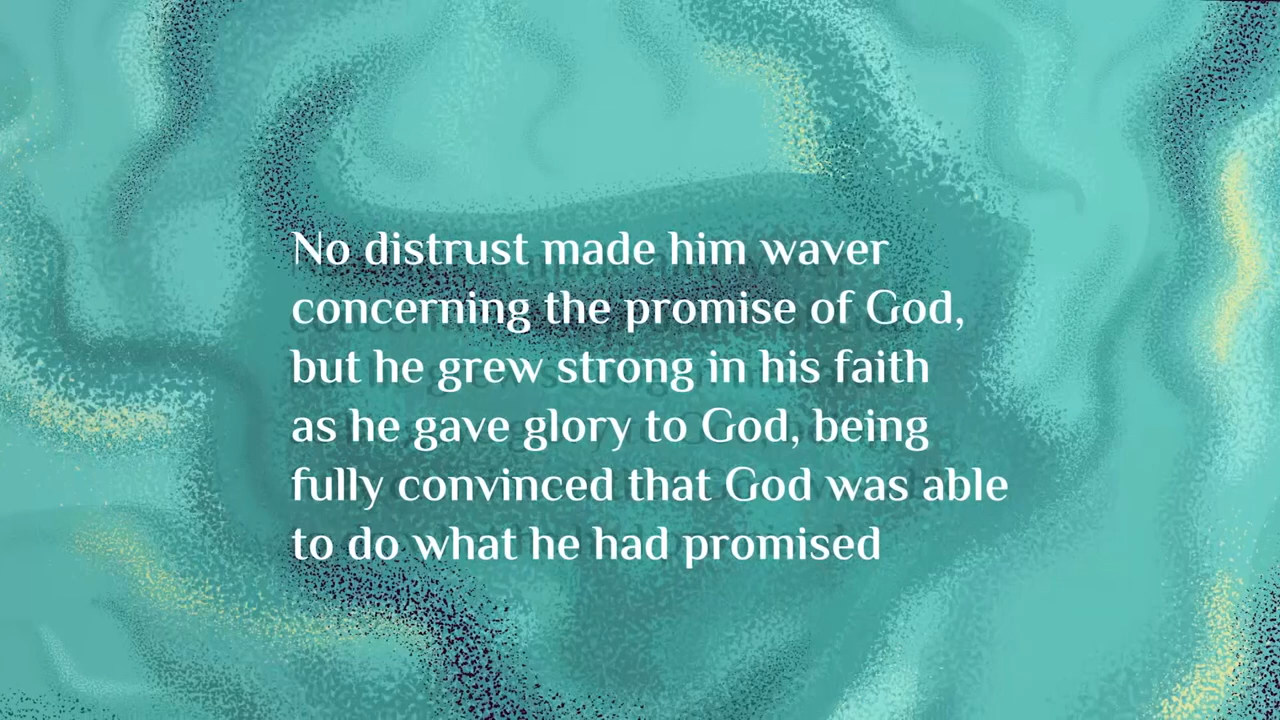 No distrust made him waver
concerning the promise of God,
but he grew strong in his faith
as he gave glory to God, being
fully convinced that God was able
to do what he had promised